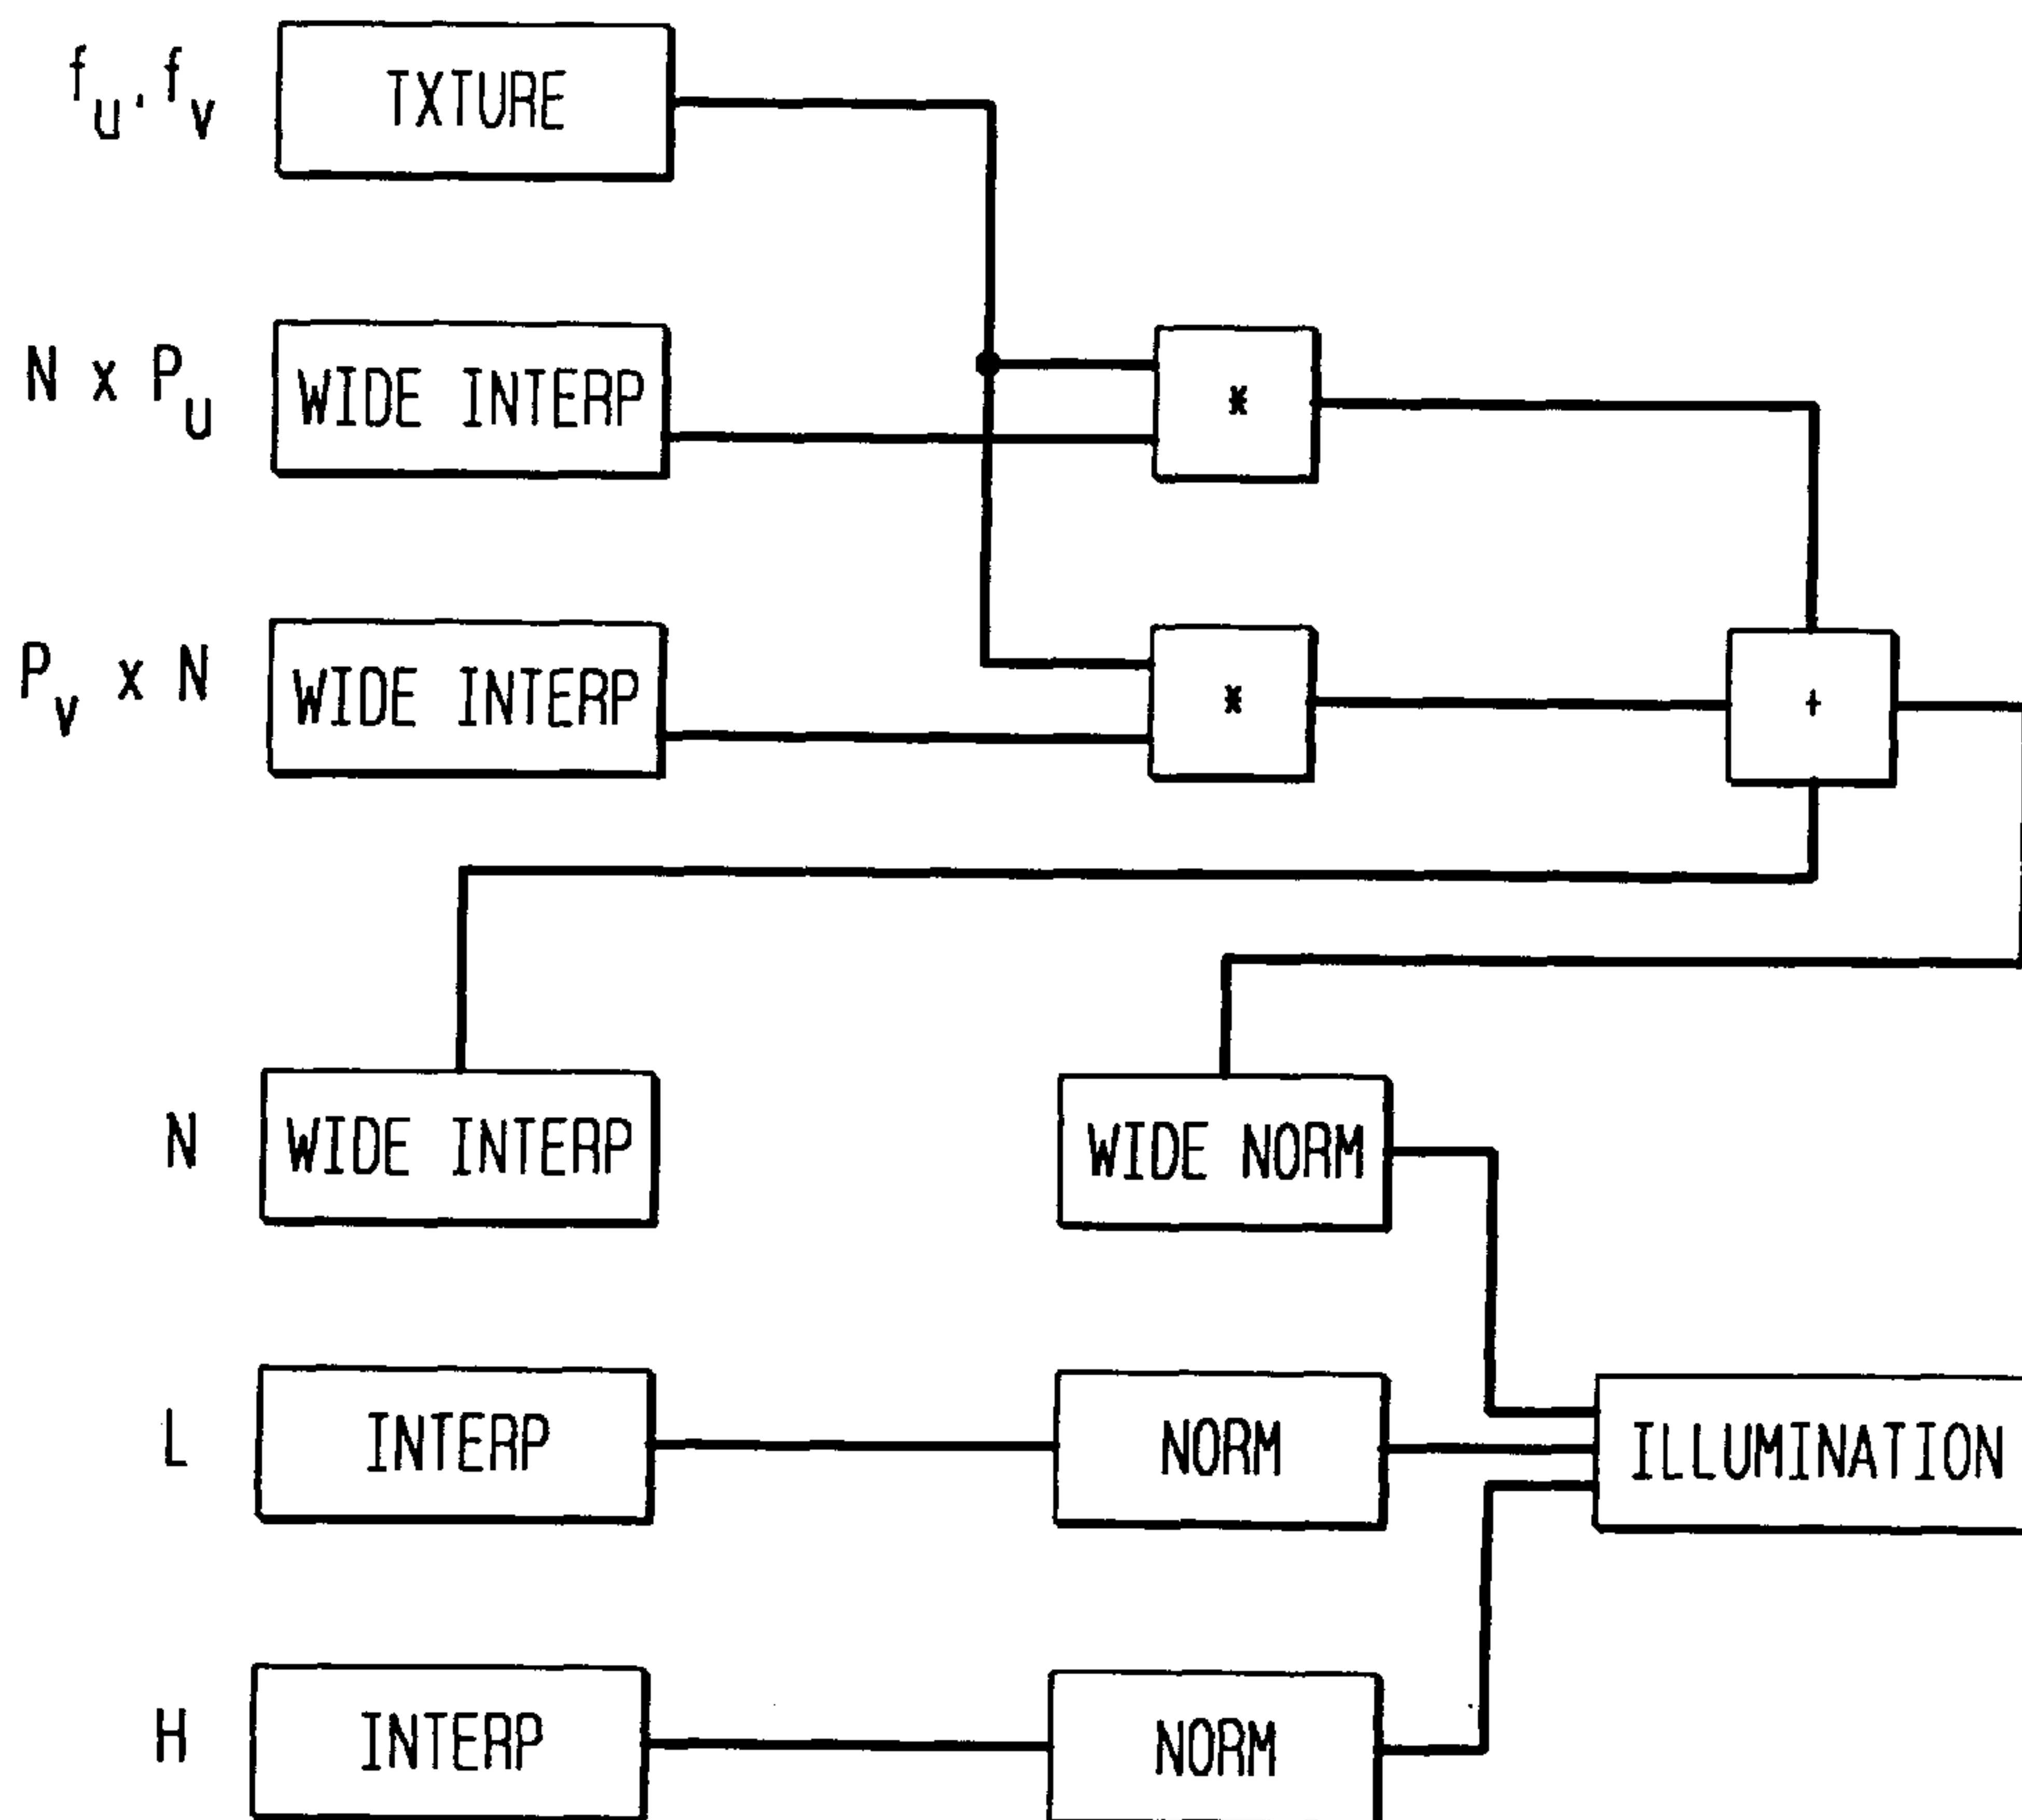 fu, fv TXTURE
N x Pu WIDE INTERP *
Pv x N WIDE INTERP * +
N WIDE INTERP WIDE NORM
L INTERP NORM ILLUMINATION
H INTERP NORM